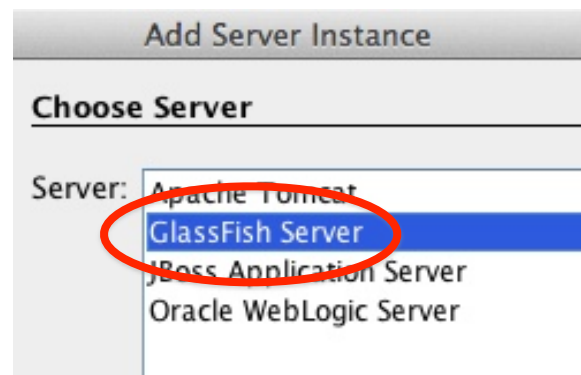 Add Server Instance
Choose Server
Server:
Apache Tomcat
GlassFish Server
JBoss Application Server
Oracle WebLogic Server